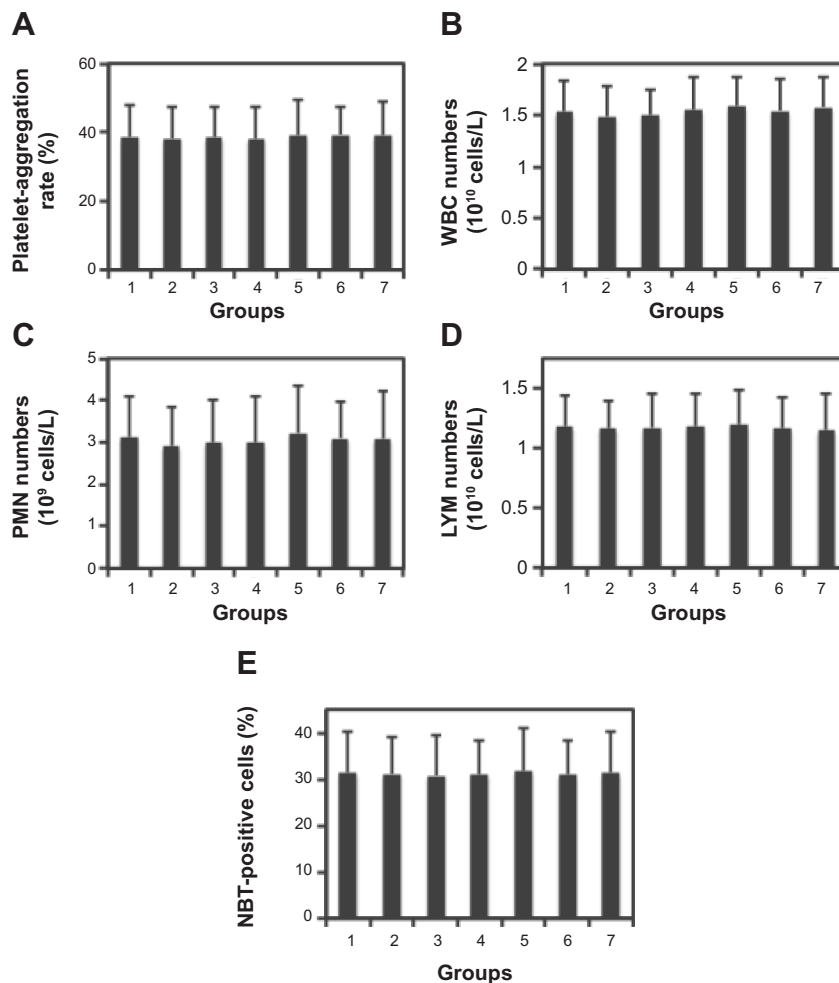 A
Platelet-aggregation
rate (%)
60
40
20
0
1 2 3 4 5 6 7
Groups
B
WBC numbers
(10¹⁰ cells/L)
2
1.5
1
0.5
0
1 2 3 4 5 6 7
Groups
C
PMN numbers
(10⁹ cells/L)
5
4
3
2
1
0
1 2 3 4 5 6 7
Groups
D
LYM numbers
(10¹⁰ cells/L)
1.5
1
0.5
0
1 2 3 4 5 6 7
Groups
E
NBT-positive cells (%)
40
30
20
10
0
1 2 3 4 5 6 7
Groups